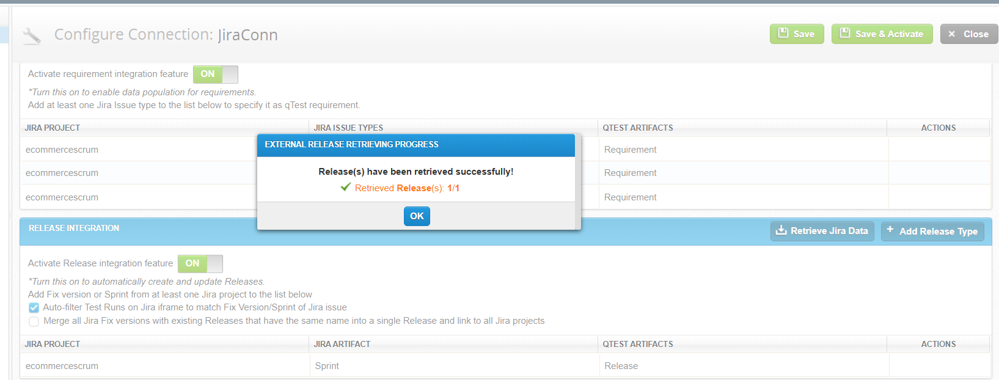 Configure Connection: JiraConn
Save
Save & Activate
× Close
Activate requirement integration feature ON
*Turn this on to enable data population for requirements.
Add at least one Jira Issue type to the list below to specify it as qTest requirement.
JIRA PROJECT JIRA ISSUE TYPES QTEST ARTIFACTS ACTIONS
ecommercescrum Requirement
ecommercescrum Requirement
ecommercescrum Requirement
EXTERNAL RELEASE RETRIEVING PROGRESS
Release(s) have been retrieved successfully!
Retrieved Release(s): 1/1
OK
RELEASE INTEGRATION
Retrieve Jira Data
+ Add Release Type
Activate Release integration feature ON
*Turn this on to automatically create and update Releases.
Add Fix version or Sprint from at least one Jira project to the list below
Auto-filter Test Runs on Jira iframe to match Fix Version/Sprint of Jira issue
Merge all Jira Fix versions with existing Releases that have the same name into a single Release and link to all Jira projects
JIRA PROJECT JIRA ARTIFACT QTEST ARTIFACTS ACTIONS
ecommercescrum Sprint Release